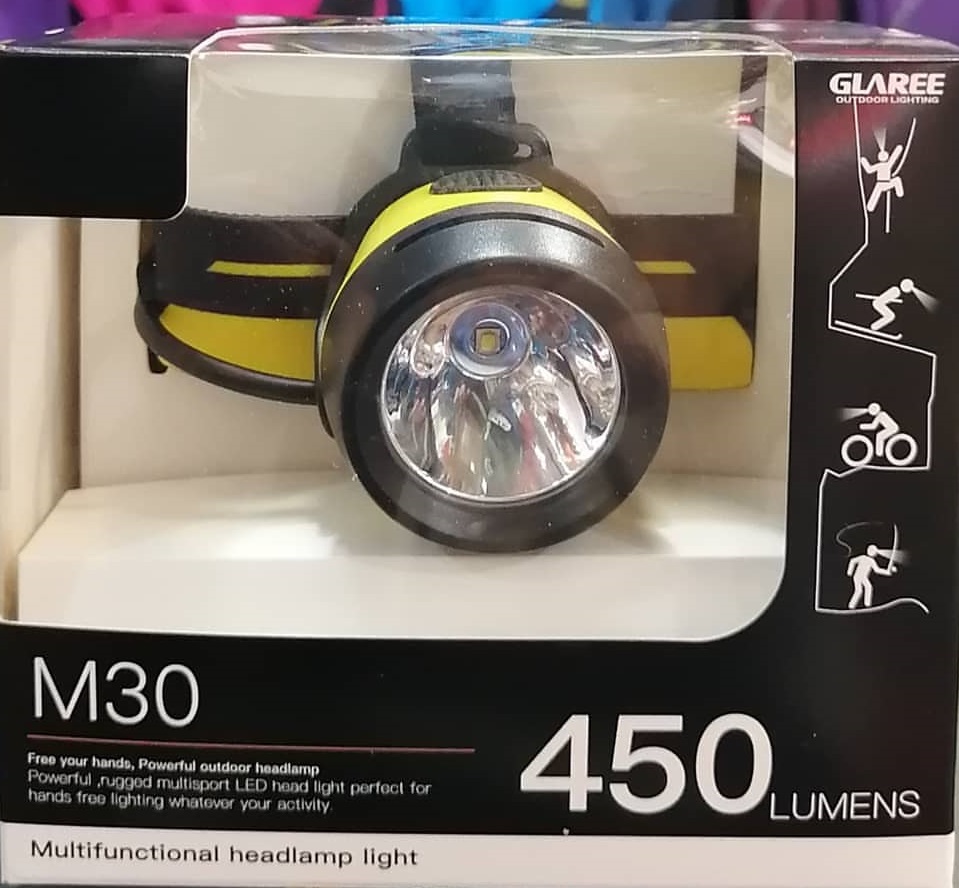 GLAREE
OUTDOOR LIGHTING
M30
Free your hands, Powerful outdoor headlamp
Powerful ,rugged multisport LED head light perfect for
hands free lighting whatever your activity.
450 LUMENS
Multifunctional headlamp light